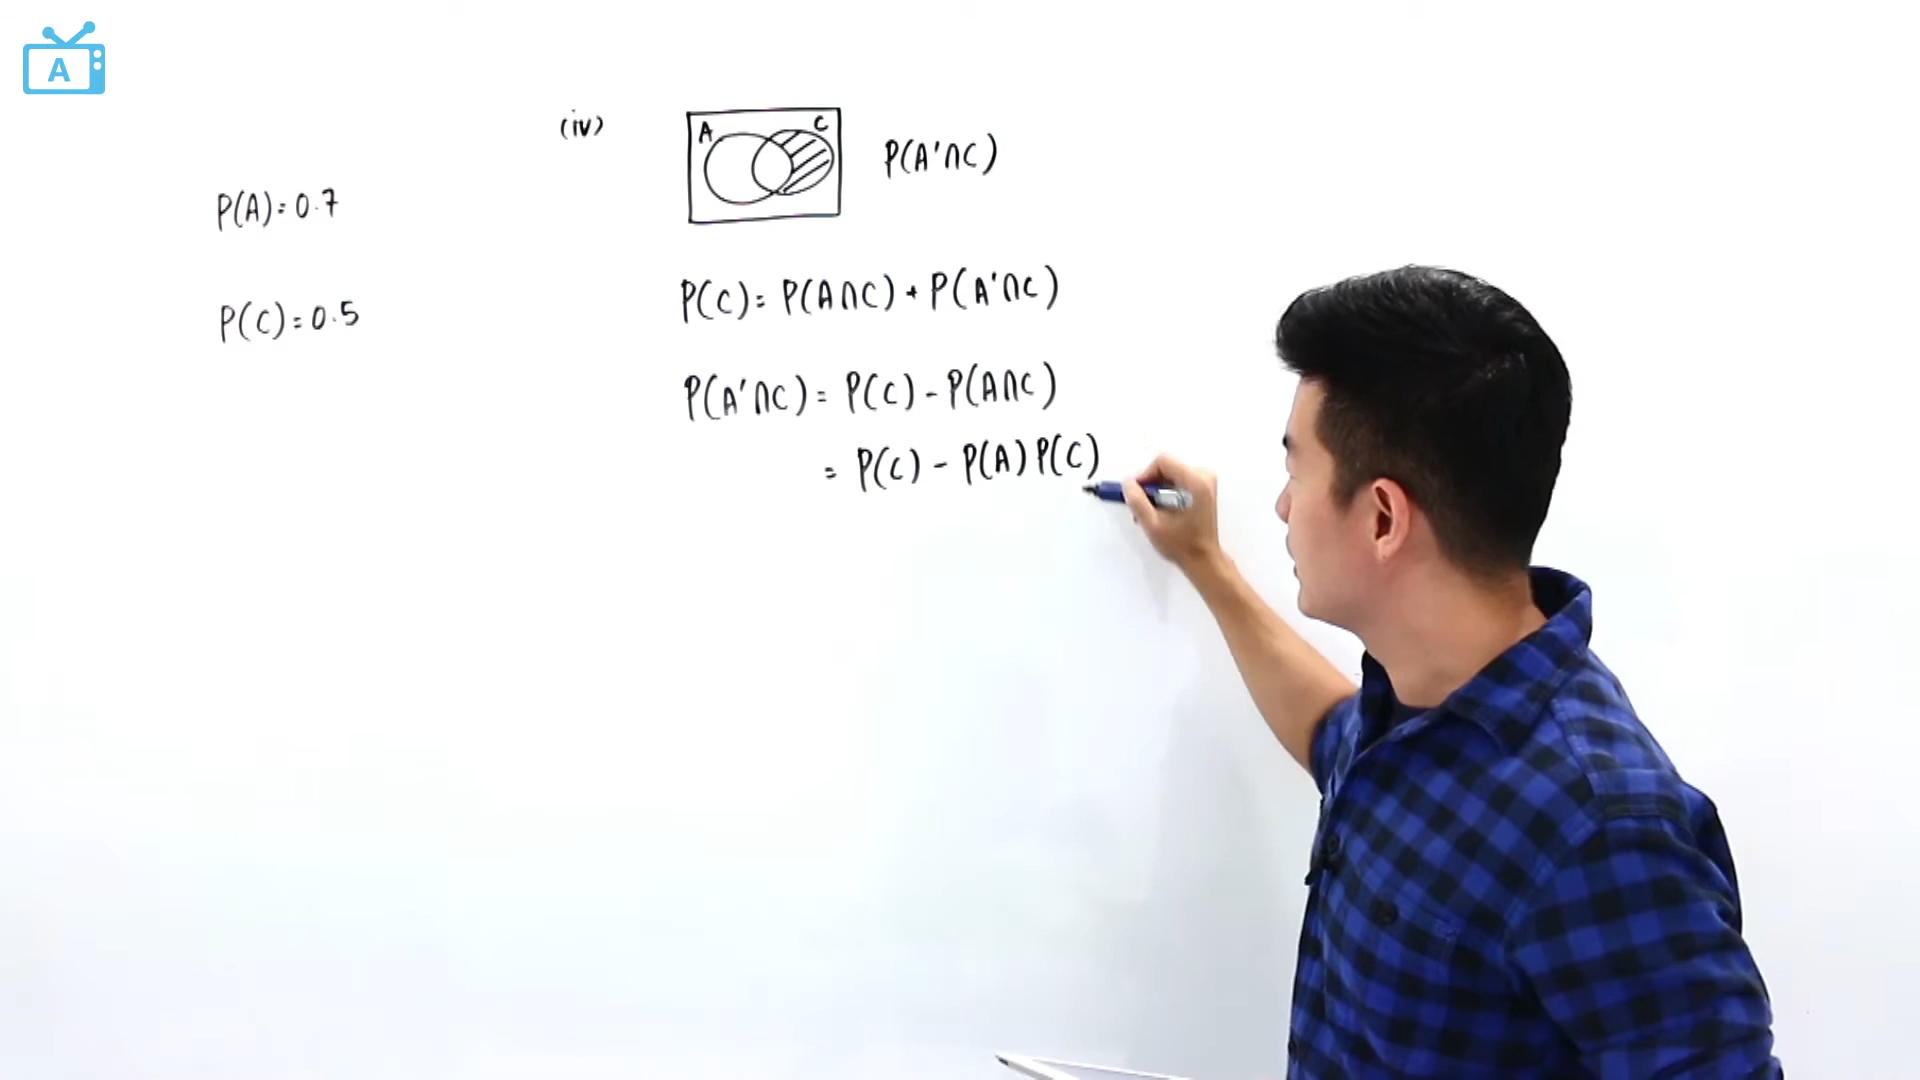 A
(iv)
A C
P(A'∩C)
P(A)=0.7
P(C)=0.5
P(C)= P(A∩C) + P(A'∩C)
P(A'∩C) = P(C) - P(A∩C)
= P(C) - P(A)P(C)